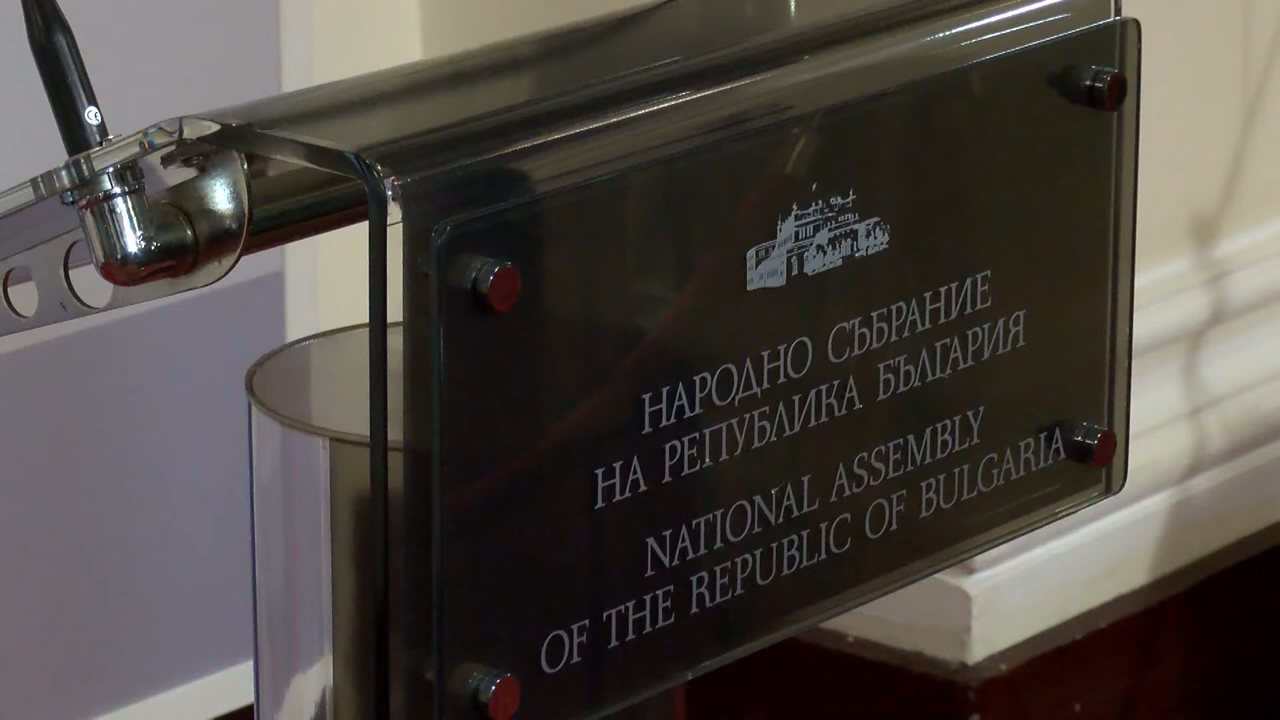 НАРОДНО СЪБРАНИЕ
НА РЕПУБЛИКА БЪЛГАРИЯ
NATIONAL ASSEMBLY
OF THE REPUBLIC OF BULGARIA